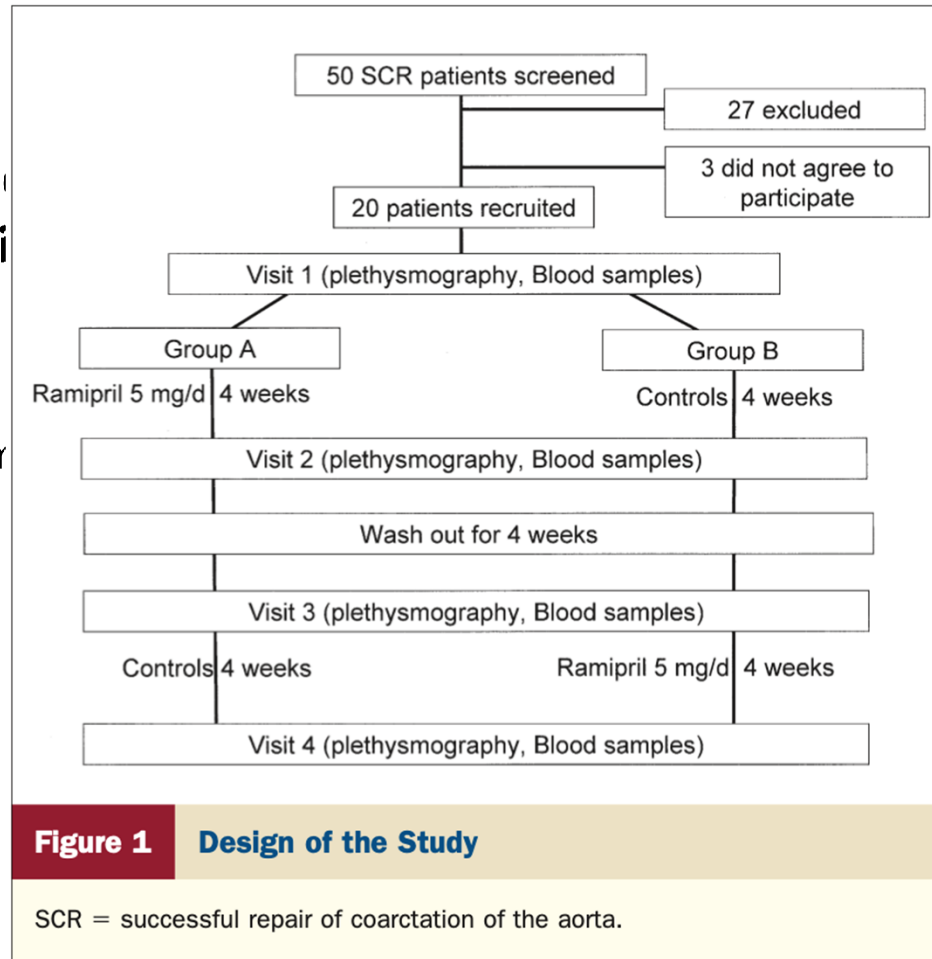 50 SCR patients screened
27 excluded
3 did not agree to
participate
20 patients recruited
Visit 1 (plethysmography, Blood samples)
Group A
Group B
Ramipril 5 mg/d 4 weeks
Controls 4 weeks
Visit 2 (plethysmography, Blood samples)
Wash out for 4 weeks
Visit 3 (plethysmography, Blood samples)
Controls 4 weeks
Ramipril 5 mg/d 4 weeks
Visit 4 (plethysmography, Blood samples)
Figure 1 Design of the Study
SCR = successful repair of coarctation of the aorta.